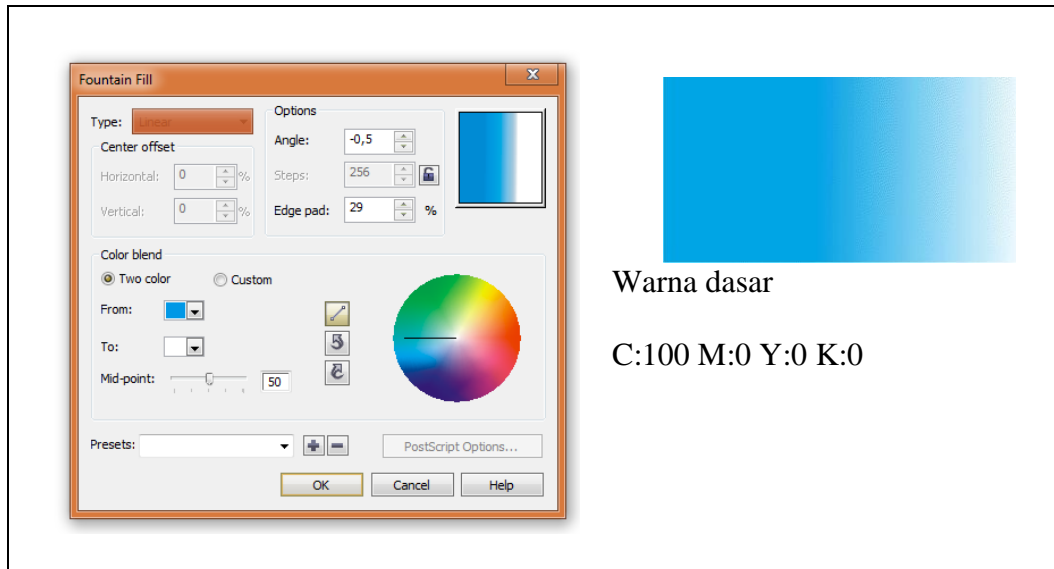 Fountain Fill
Type: Linear
Center offset
Horizontal: 0 %
Vertical: 0 %
Options
Angle: -0,5
Steps: 256
Edge pad: 29 %
Color blend
Two color Custom
From:
To:
Mid-point: 50
Presets:
PostScript Options...
OK Cancel Help
Warna dasar
C:100 M:0 Y:0 K:0